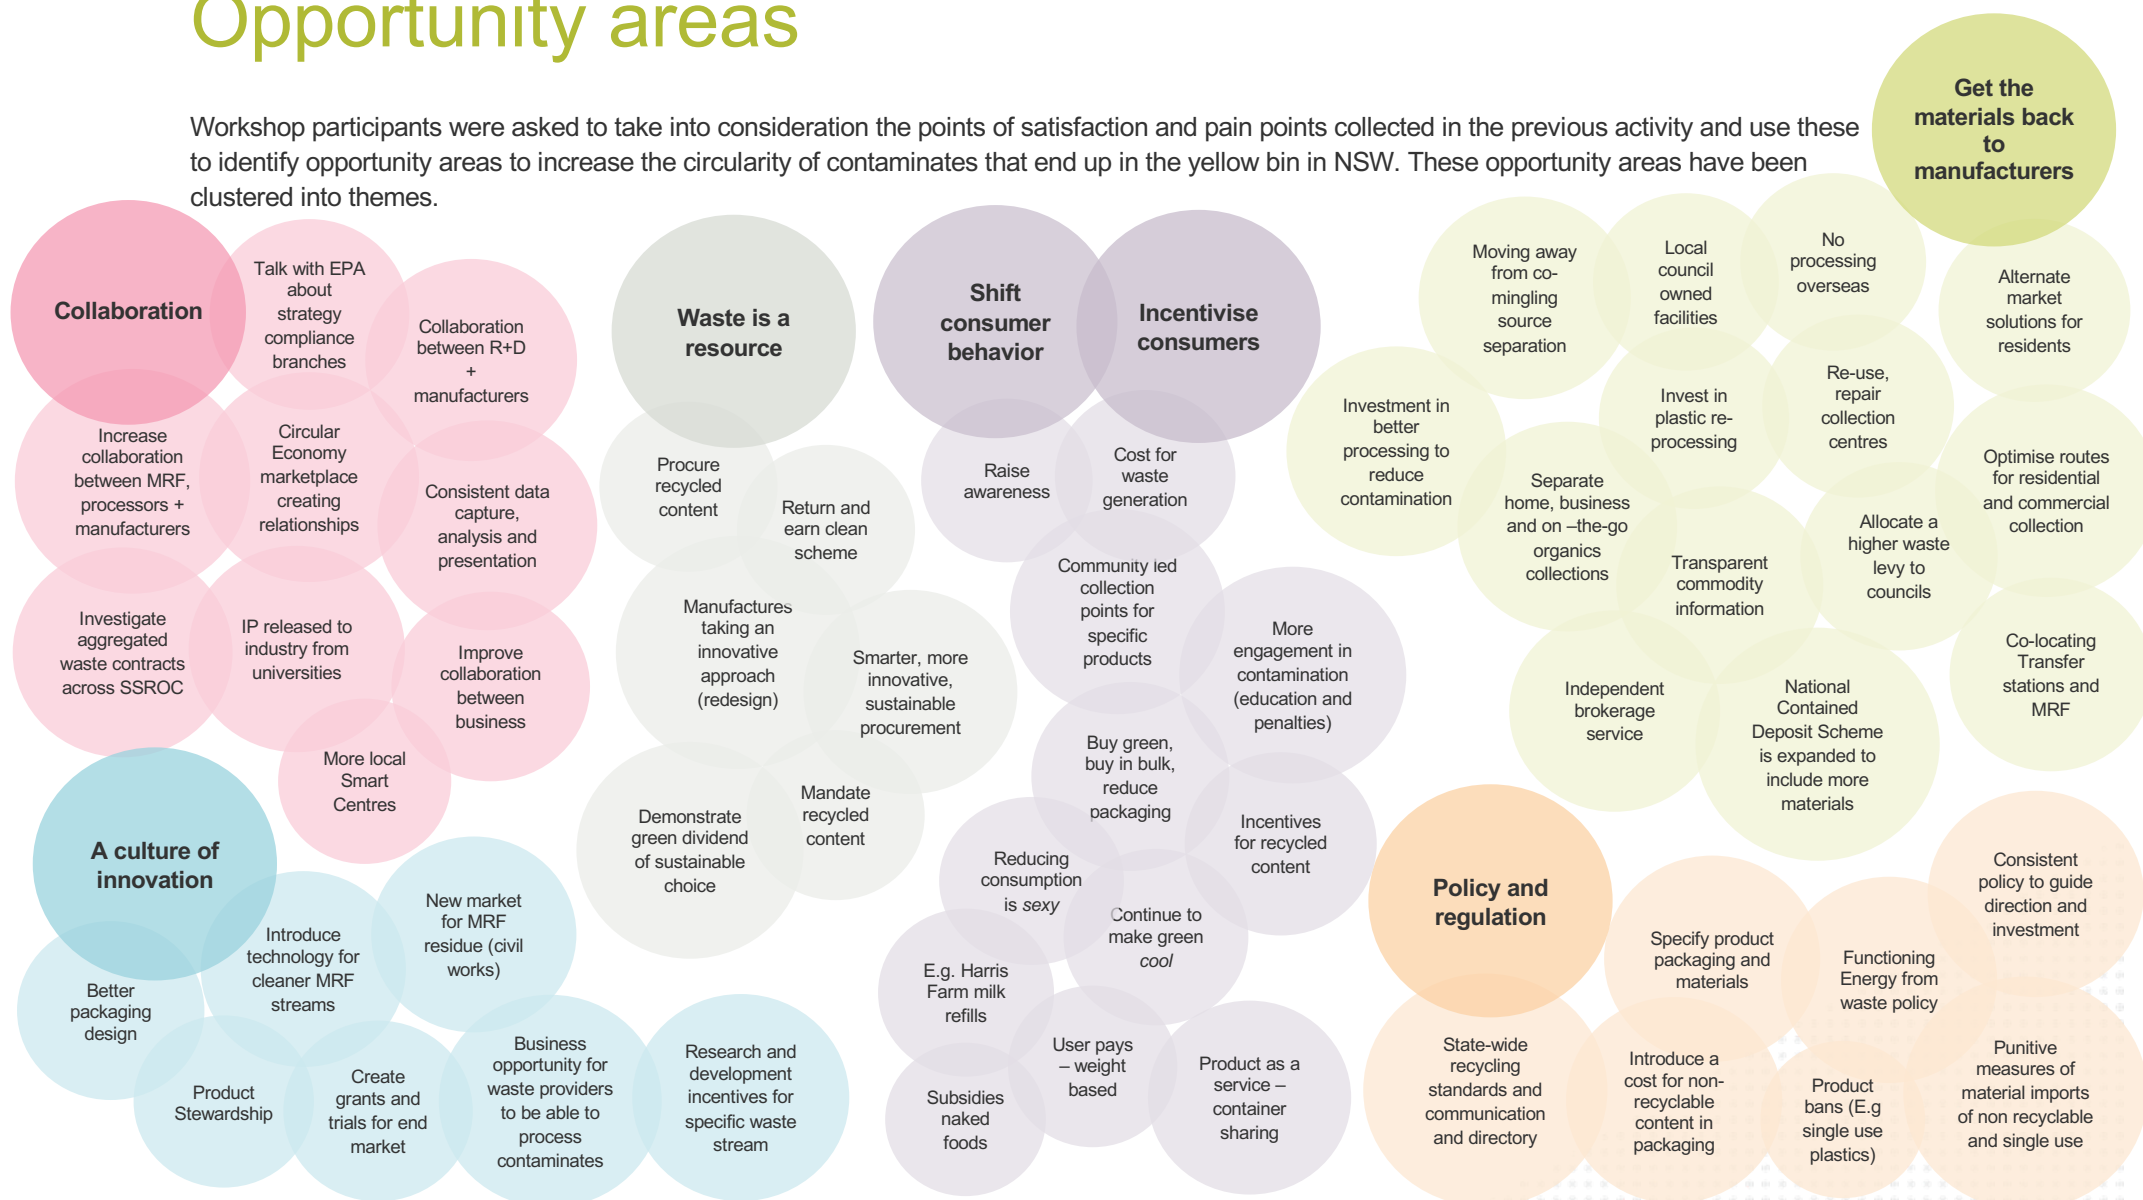 Opportunity areas
Workshop participants were asked to take into consideration the points of satisfaction and pain points collected in the previous activity and use these
to identify opportunity areas to increase the circularity of contaminates that end up in the yellow bin in NSW. These opportunity areas have been
clustered into themes.
Collaboration
Talk with EPA
about
strategy
compliance
branches
Collaboration
between R+D
+
manufacturers
Increase
collaboration
between MRF,
processors +
manufacturers
Circular
Economy
marketplace
creating
relationships
Consistent data
capture,
analysis and
presentation
Investigate
aggregated
waste contracts
across SSROC
IP released to
industry from
universities
Improve
collaboration
between
business
More local
Smart
Centres
A culture of
innovation
Better
packaging
design
Introduce
technology for
cleaner MRF
streams
New market
for MRF
residue (civil
works)
Product
Stewardship
Create
grants and
trials for end
market
Business
opportunity for
waste providers
to be able to
process
contaminates
Research and
development
incentives for
specific waste
stream
Waste is a
resource
Procure
recycled
content
Return and
earn clean
scheme
Manufactures
taking an
innovative
approach
(redesign)
Smarter, more
innovative,
sustainable
procurement
Demonstrate
green dividend
of sustainable
choice
Mandate
recycled
content
Shift
consumer
behavior
Incentivise
consumers
Raise
awareness
Cost for
waste
generation
Community led
collection
points for
specific
products
More
engagement in
contamination
(education and
penalties)
Buy green,
buy in bulk,
reduce
packaging
Incentives
for recycled
content
Reducing
consumption
is sexy
Continue to
make green
cool
E.g. Harris
Farm milk
refills
User pays
– weight
based
Subsidies
naked
foods
Product as a
service –
container
sharing
Get the
materials back
to
manufacturers
Moving away
from co-
mingling
source
separation
Local
council
owned
facilities
No
processing
overseas
Alternate
market
solutions for
residents
Investment in
better
processing to
reduce
contamination
Invest in
plastic re-
processing
Re-use,
repair
collection
centres
Optimise routes
for residential
and commercial
collection
Separate
home, business
and on –the-go
organics
collections
Transparent
commodity
information
Allocate a
higher waste
levy to
councils
Independent
brokerage
service
National
Contained
Deposit Scheme
is expanded to
include more
materials
Co-locating
Transfer
stations and
MRF
Policy and
regulation
Specify product
packaging and
materials
Functioning
Energy from
waste policy
Consistent
policy to guide
direction and
investment
State-wide
recycling
standards and
communication
and directory
Introduce a
cost for non-
recyclable
content in
packaging
Product
bans (E.g
single use
plastics)
Punitive
measures of
material imports
of non recyclable
and single use